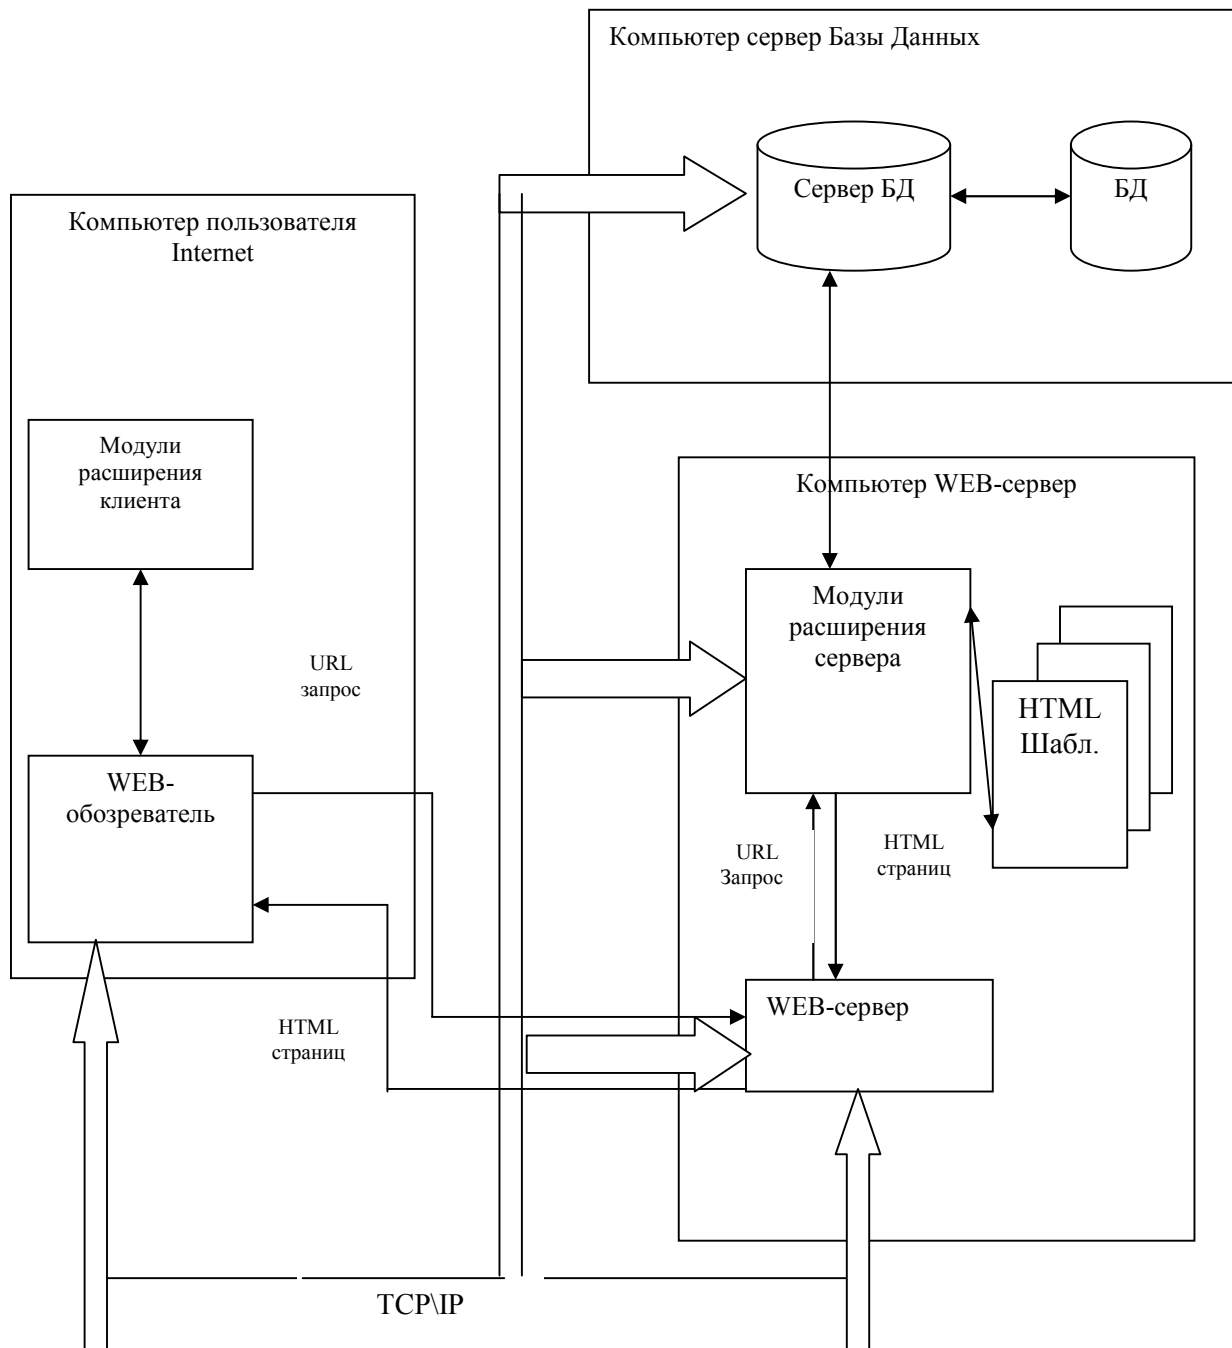 Компьютер сервер Базы Данных
Сервер БД
БД
Компьютер пользователя
Internet
Модули
расширения
клиента
URL
запрос
WEB-
обозреватель
HTML
страниц
Компьютер WEB-сервер
Модули
расширения
сервера
HTML
Шабл.
URL
Запрос
HTML
страниц
WEB-сервер
TCP\IP